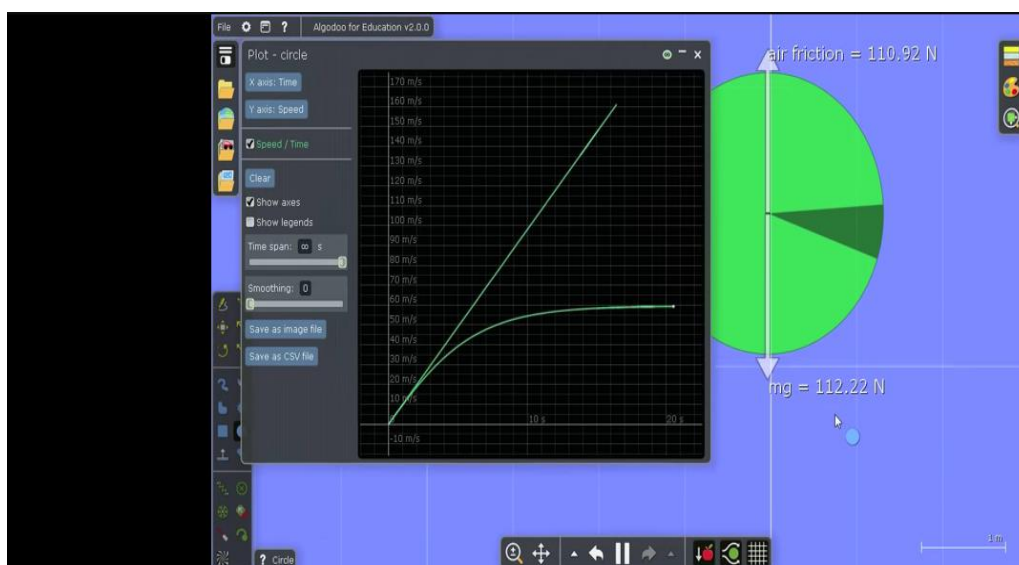 File ? Algodoo for Education v2.0.0
Plot - circle
X axis: Time
Y axis: Speed
Speed / Time
Clear
Show axes
Show legends
Time span: ∞ s
Smoothing: 0
Save as image file
Save as CSV file
170 m/s
160 m/s
150 m/s
140 m/s
130 m/s
120 m/s
110 m/s
100 m/s
90 m/s
80 m/s
70 m/s
60 m/s
50 m/s
40 m/s
30 m/s
20 m/s
10 m/s
0
10 s
20 s
-10 m/s
air friction = 110.92 N
mg = 112.22 N
1 m
? Circle